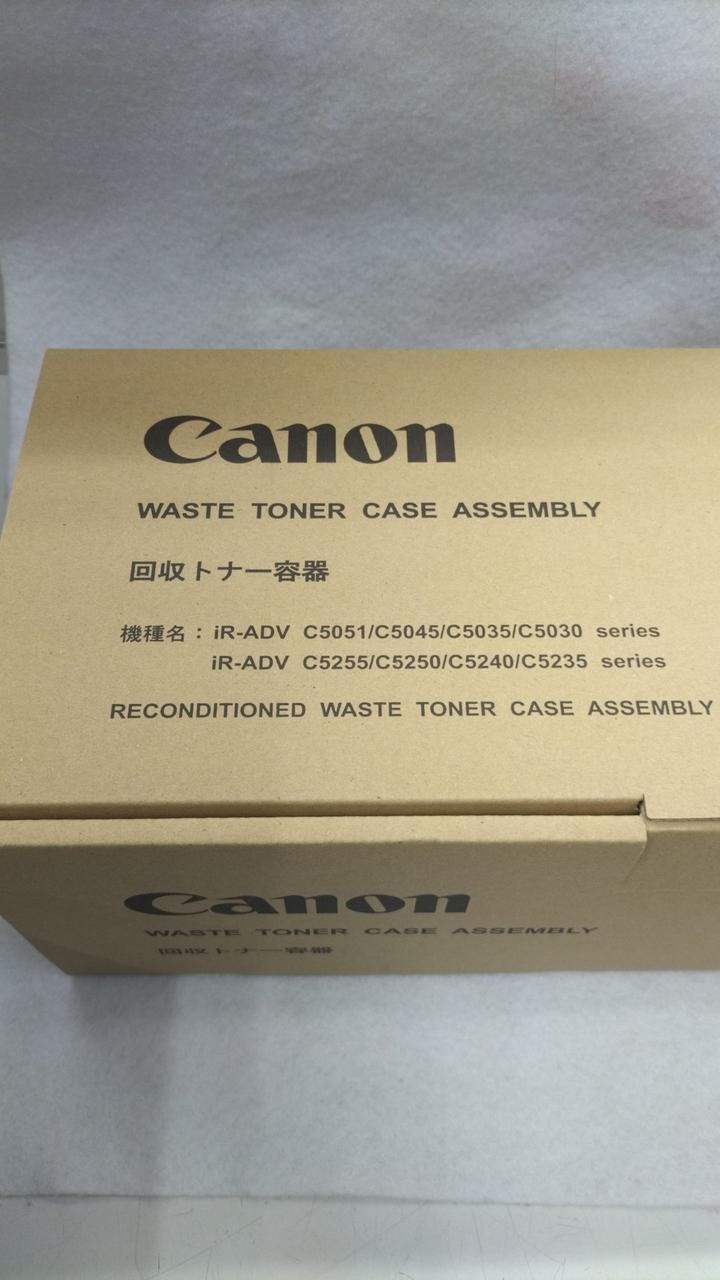 Canon
WASTE TONER CASE ASSEMBLY
回収トナー容器
機種名：iR-ADV C5051/C5045/C5035/C5030 series
iR-ADV C5255/C5250/C5240/C5235 series
RECONDITIONED WASTE TONER CASE ASSEMBLY
Canon
WASTE TONER CASE ASSEMBLY
回収トナー容器